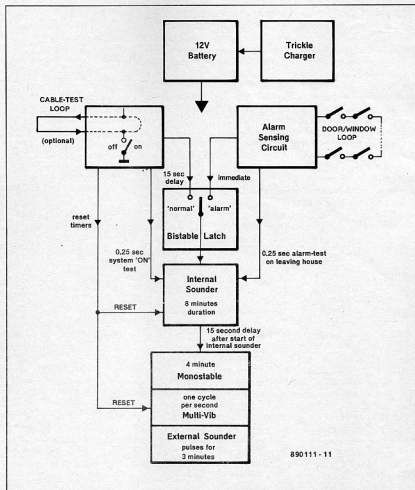 12V
Battery
Trickle
Charger
CABLE-TEST
LOOP
(optional)
off
on
Alarm
Sensing
Circuit
DOOR/WINDOW
LOOP
15 sec
delay
immediate
'normal'
'alarm'
Bistable Latch
reset
timers
0,25 sec
system 'ON'
test
0,25 sec alarm-test
on leaving house
Internal
Sounder
8 minutes
duration
RESET
15 second delay
after start of
internal sounder
4 minute
Monostable
one cycle
per second
Multi-Vib
RESET
External Sounder
pulses for
3 minutes
890111 - 11